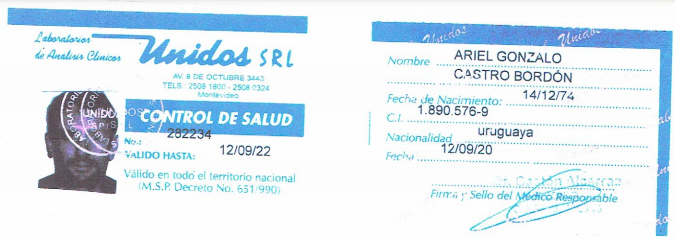 Laboratorios
de Análisis Clínicos
Unidos SRL
AV. 8 DE OCTUBRE 3443
TELS.: 2508 1800 - 2508 0324
Montevideo
UNIDOS
CONTROL DE SALUD
No.: 282234
VALIDO HASTA: 12/09/22
Válido en todo el territorio nacional
(M.S.P. Decreto No. 651/990)
Unidos Unidos
Nombre ARIEL GONZALO
CASTRO BORDÓN
Fecha de Nacimiento: 14/12/74
C.I. 1.890.576-9
Nacionalidad uruguaya
Fecha 12/09/20
Firma y Sello del Médico Responsable